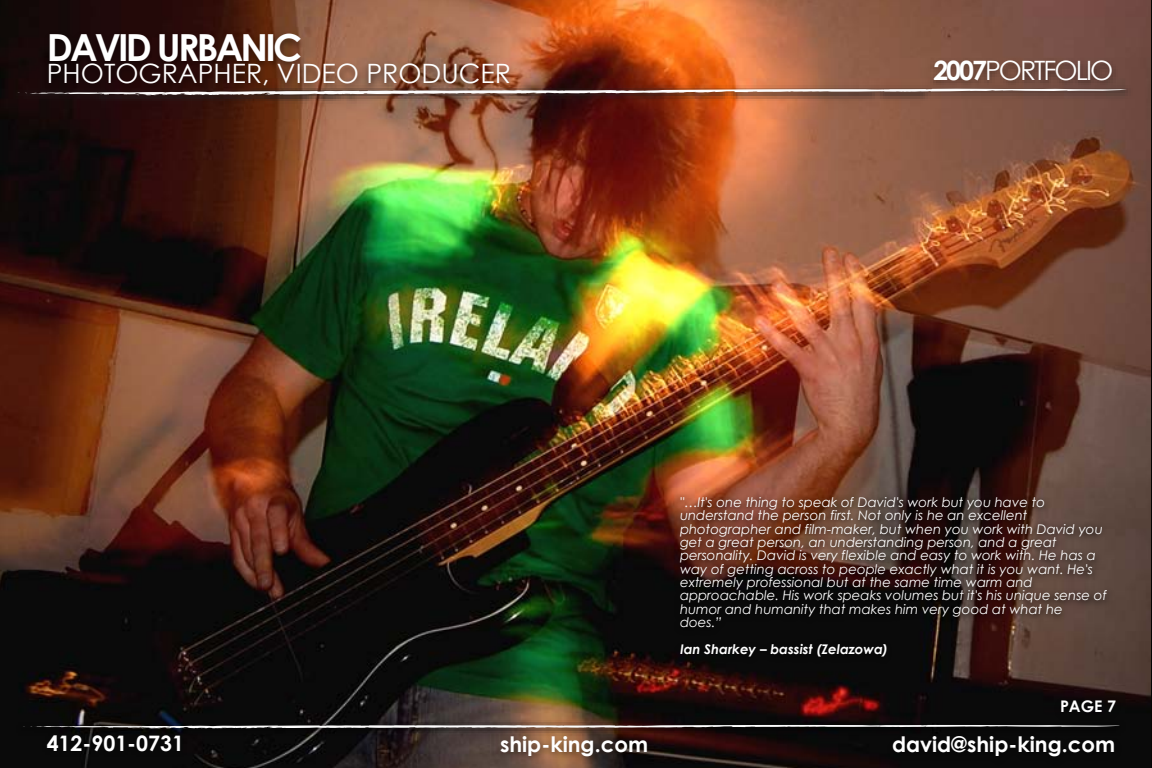 DAVID URBANIC
PHOTOGRAPHER, VIDEO PRODUCER
2007PORTFOLIO
IRELAN
"…It's one thing to speak of David's work but you have to
understand the person first. Not only is he an excellent
photographer and film-maker, but when you work with David you
get a great person, an understanding person, and a great
personality. David is very flexible and easy to work with. He has a
way of getting across to people exactly what it is you want. He's
extremely professional but at the same time warm and
approachable. His work speaks volumes but it's his unique sense of
humor and humanity that makes him very good at what he
does.”
Ian Sharkey – bassist (Zelazowa)
PAGE 7
412-901-0731
ship-king.com
david@ship-king.com